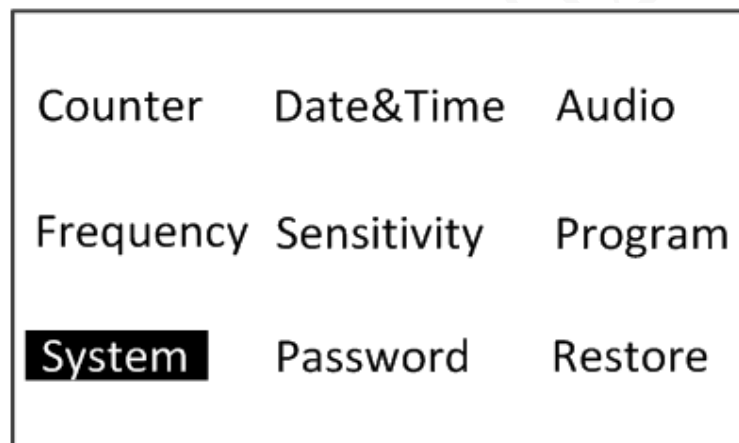 Counter Date&Time Audio
Frequency Sensitivity Program
System Password Restore